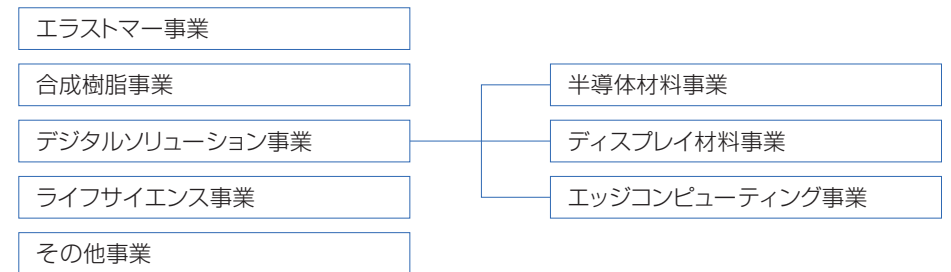 エラストマー事業
合成樹脂事業
デジタルソリューション事業
ライフサイエンス事業
その他事業
半導体材料事業
ディスプレイ材料事業
エッジコンピューティング事業